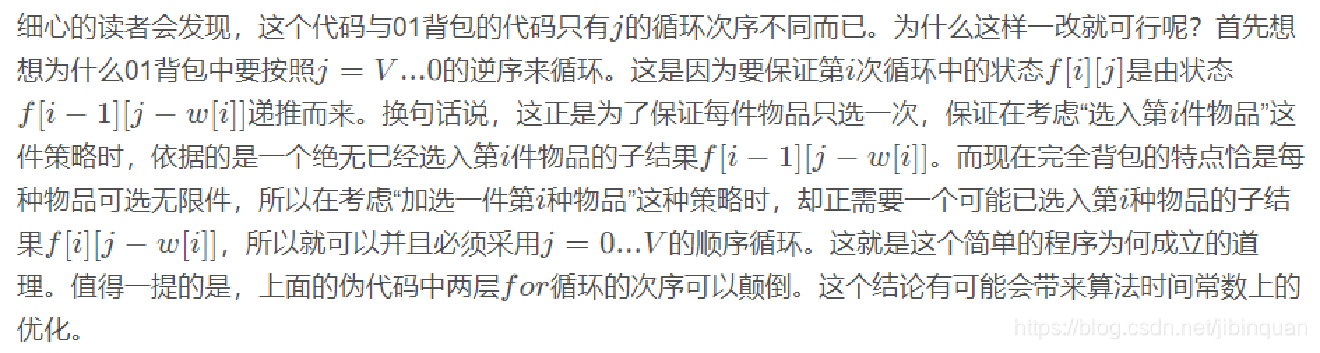 细心的读者会发现，这个代码与01背包的代码只有j的循环次序不同而已。为什么这样一改就可行呢？首先想
想为什么01背包中要按照j = V...0的逆序来循环。这是因为要保证第i次循环中的状态f[i][j]是由状态
f[i − 1][j − w[i]]递推而来。换句话说，这正是为了保证每件物品只选一次，保证在考虑“选入第i件物品”这
件策略时，依据的是一个绝无已经选入第i件物品的子结果f[i − 1][j − w[i]]。而现在完全背包的特点恰是每
种物品可选无限件，所以在考虑“加选一件第i种物品”这种策略时，却正需要一个可能已选入第i种物品的子结
果f[i][j − w[i]]，所以就可以并且必须采用j = 0...V的顺序循环。这就是这个简单的程序为何成立的道
理。值得一提的是，上面的伪代码中两层for循环的次序可以颠倒。这个结论有可能会带来算法时间常数上的
优化。
https://blog.csdn.net/jibinquan